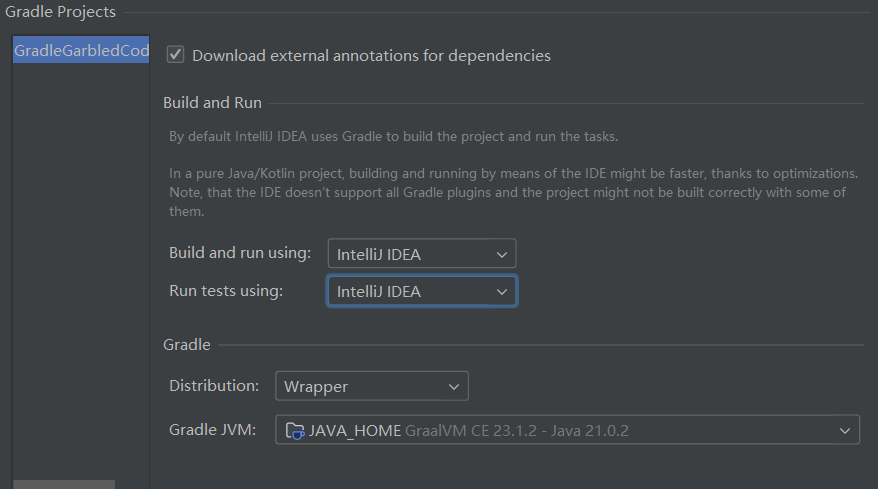 Gradle Projects
GradleGarbledCod
Download external annotations for dependencies
Build and Run
By default IntelliJ IDEA uses Gradle to build the project and run the tasks.
In a pure Java/Kotlin project, building and running by means of the IDE might be faster, thanks to optimizations.
Note, that the IDE doesn't support all Gradle plugins and the project might not be built correctly with some of
them.
Build and run using: IntelliJ IDEA
Run tests using: IntelliJ IDEA
Gradle
Distribution: Wrapper
Gradle JVM: JAVA_HOME GraalVM CE 23.1.2 - Java 21.0.2